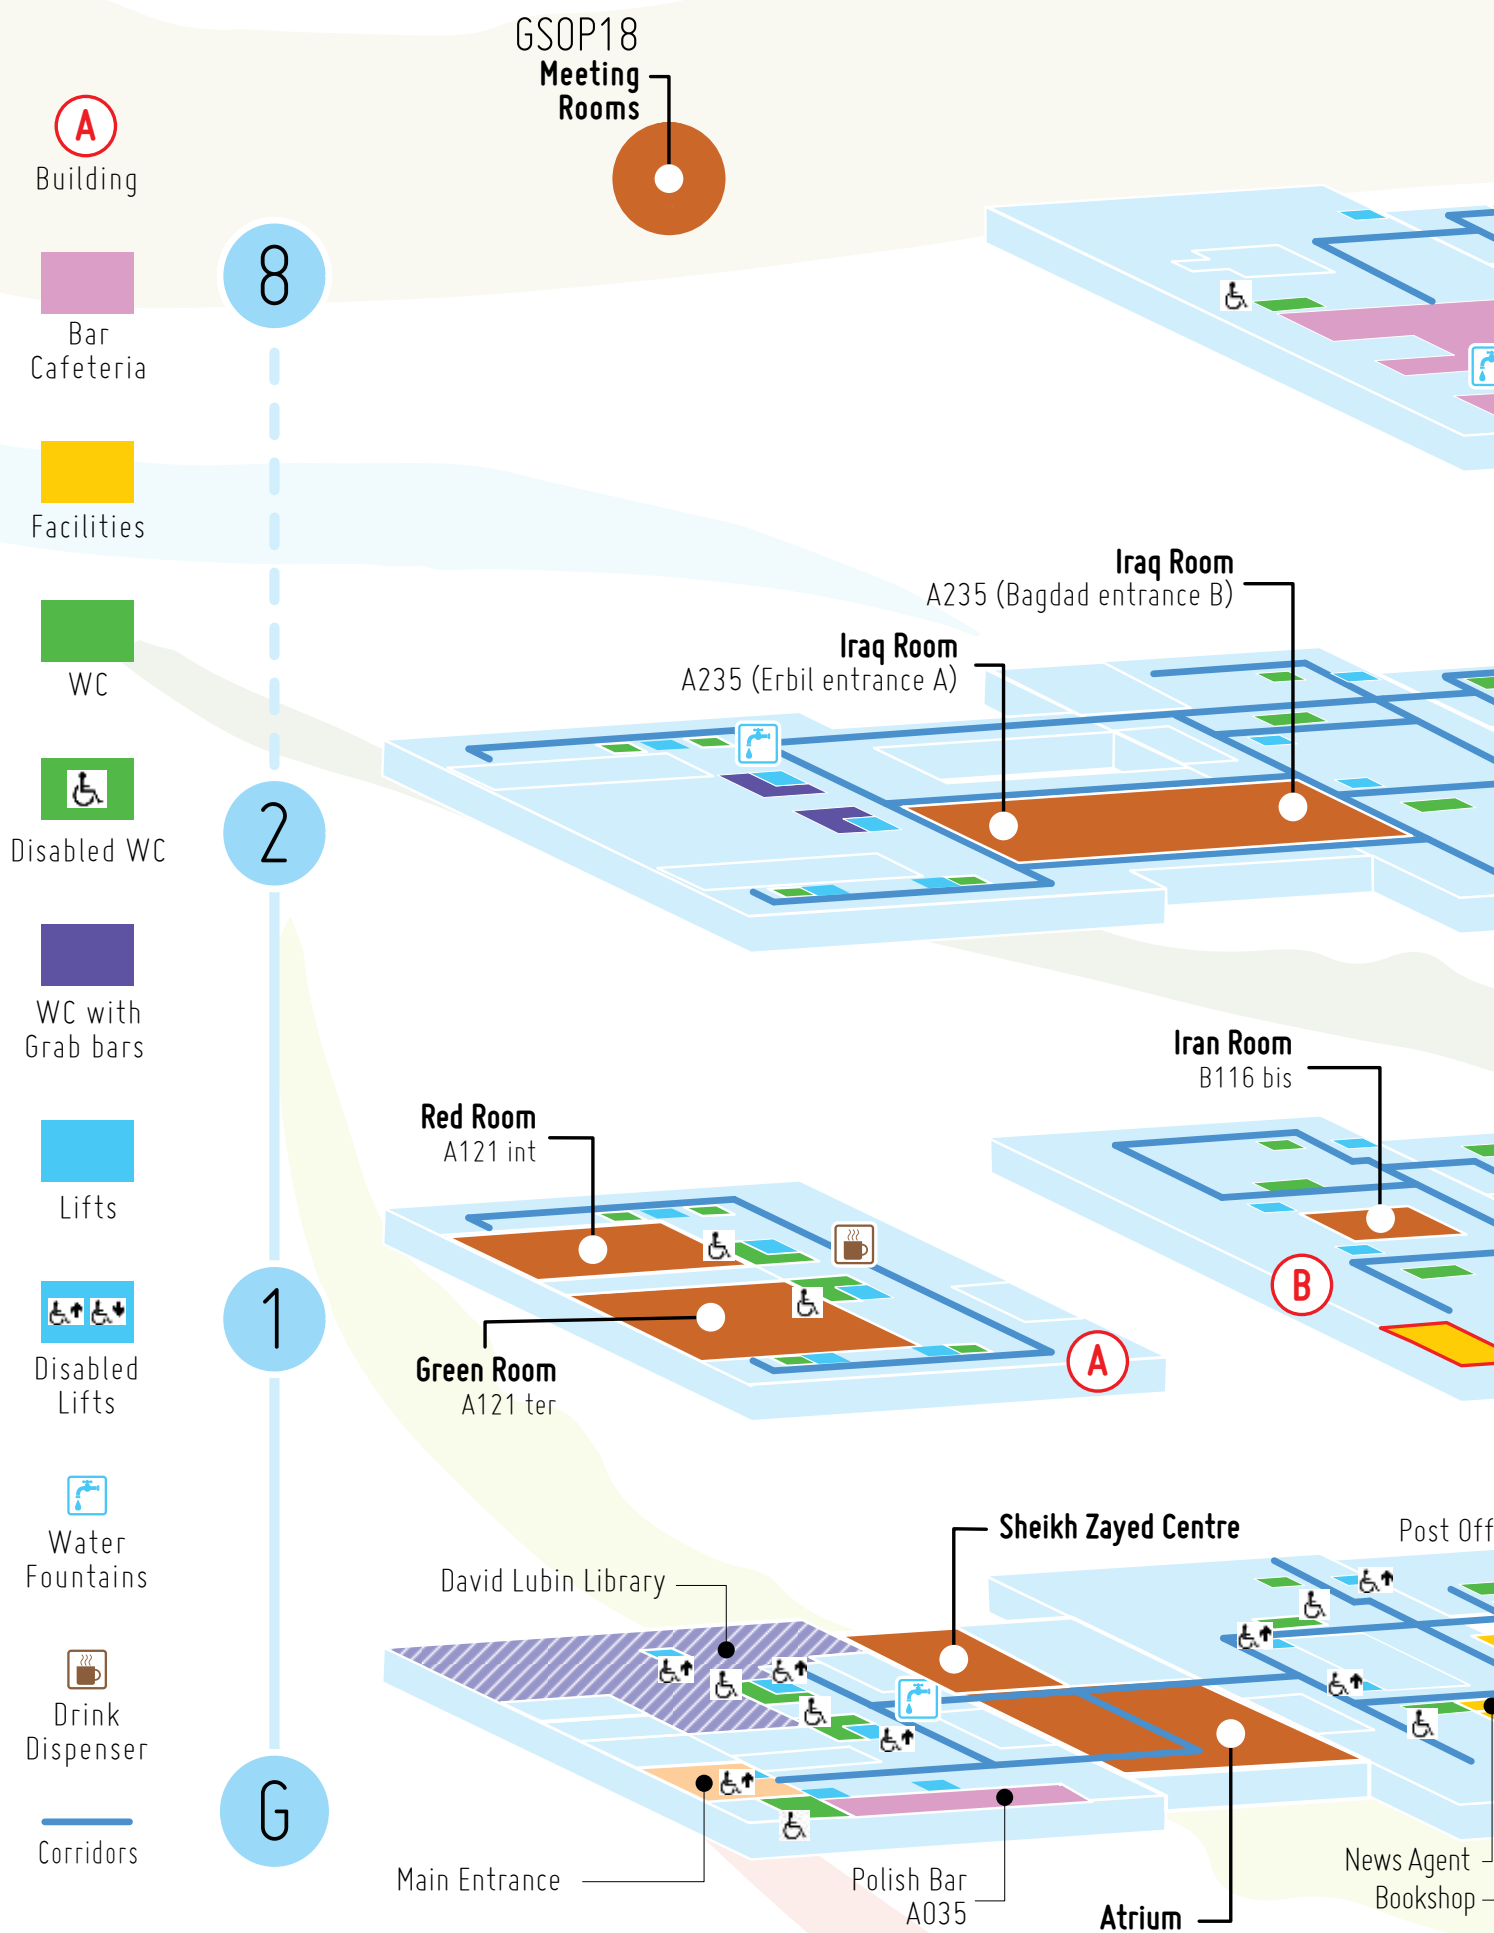 GSOP18
Meeting
Rooms
A
Building
8
Bar
Cafeteria
Facilities
Iraq Room
A235 (Bagdad entrance B)
Iraq Room
A235 (Erbil entrance A)
WC
2
Disabled WC
WC with
Grab bars
Iran Room
B116 bis
Red Room
A121 int
Lifts
B
1
A
Green Room
A121 ter
Disabled
Lifts
Sheikh Zayed Centre
Post Off
Water
Fountains
David Lubin Library
Drink
Dispenser
G
Corridors
Main Entrance
Polish Bar
A035
Atrium
News Agent
Bookshop